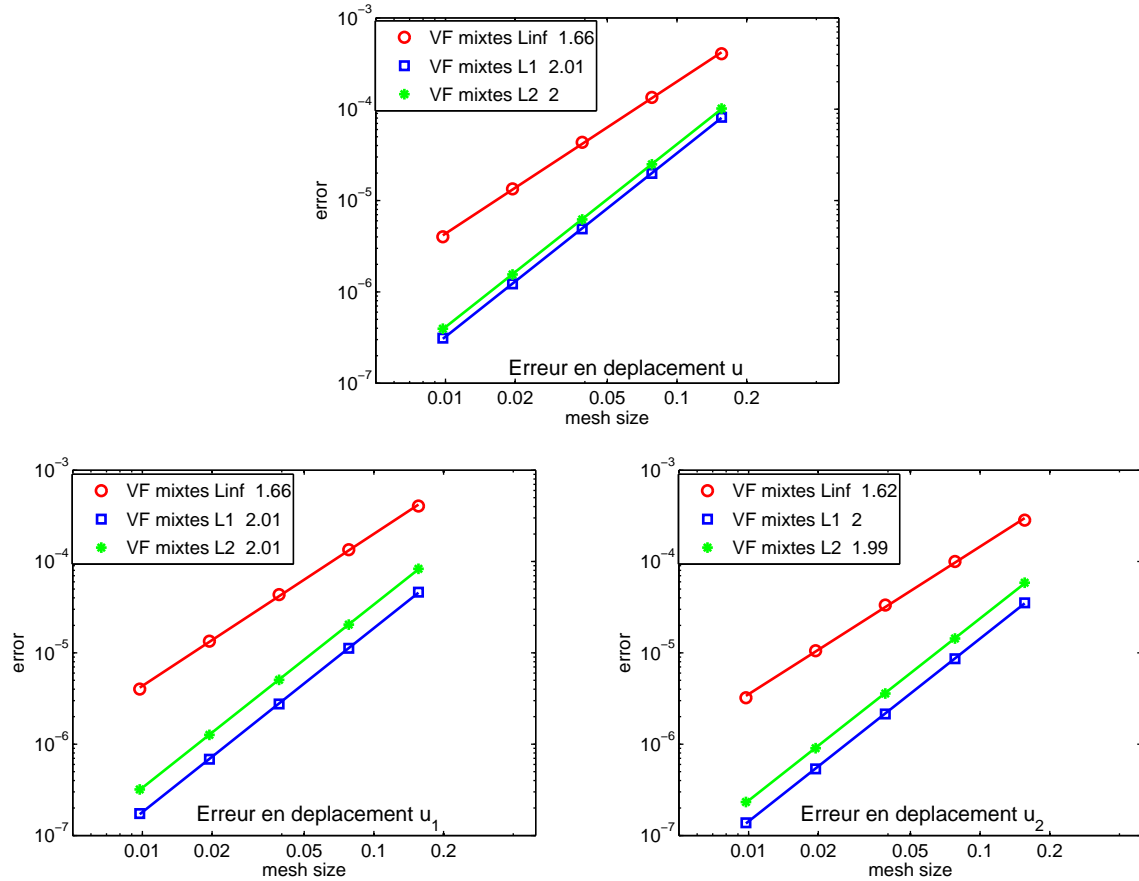 10^-3
VF mixtes Linf 1.66
VF mixtes L1 2.01
VF mixtes L2 2
10^-4
10^-5
10^-6
10^-7
error
Erreur en deplacement u
0.01 0.02 0.05 0.1 0.2
mesh size
10^-3
VF mixtes Linf 1.66
VF mixtes L1 2.01
VF mixtes L2 2.01
10^-4
10^-5
10^-6
10^-7
error
Erreur en deplacement u_1
0.01 0.02 0.05 0.1 0.2
mesh size
10^-3
VF mixtes Linf 1.62
VF mixtes L1 2
VF mixtes L2 1.99
10^-4
10^-5
10^-6
10^-7
error
Erreur en deplacement u_2
0.01 0.02 0.05 0.1 0.2
mesh size